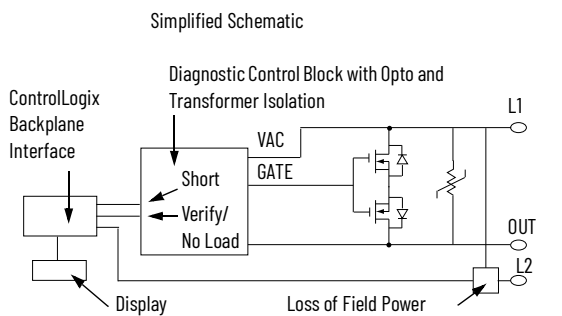 Simplified Schematic
Diagnostic Control Block with Opto and
Transformer Isolation
ControlLogix
Backplane
Interface
L1
VAC
GATE
Short
Verify/
No Load
OUT
L2
Display
Loss of Field Power